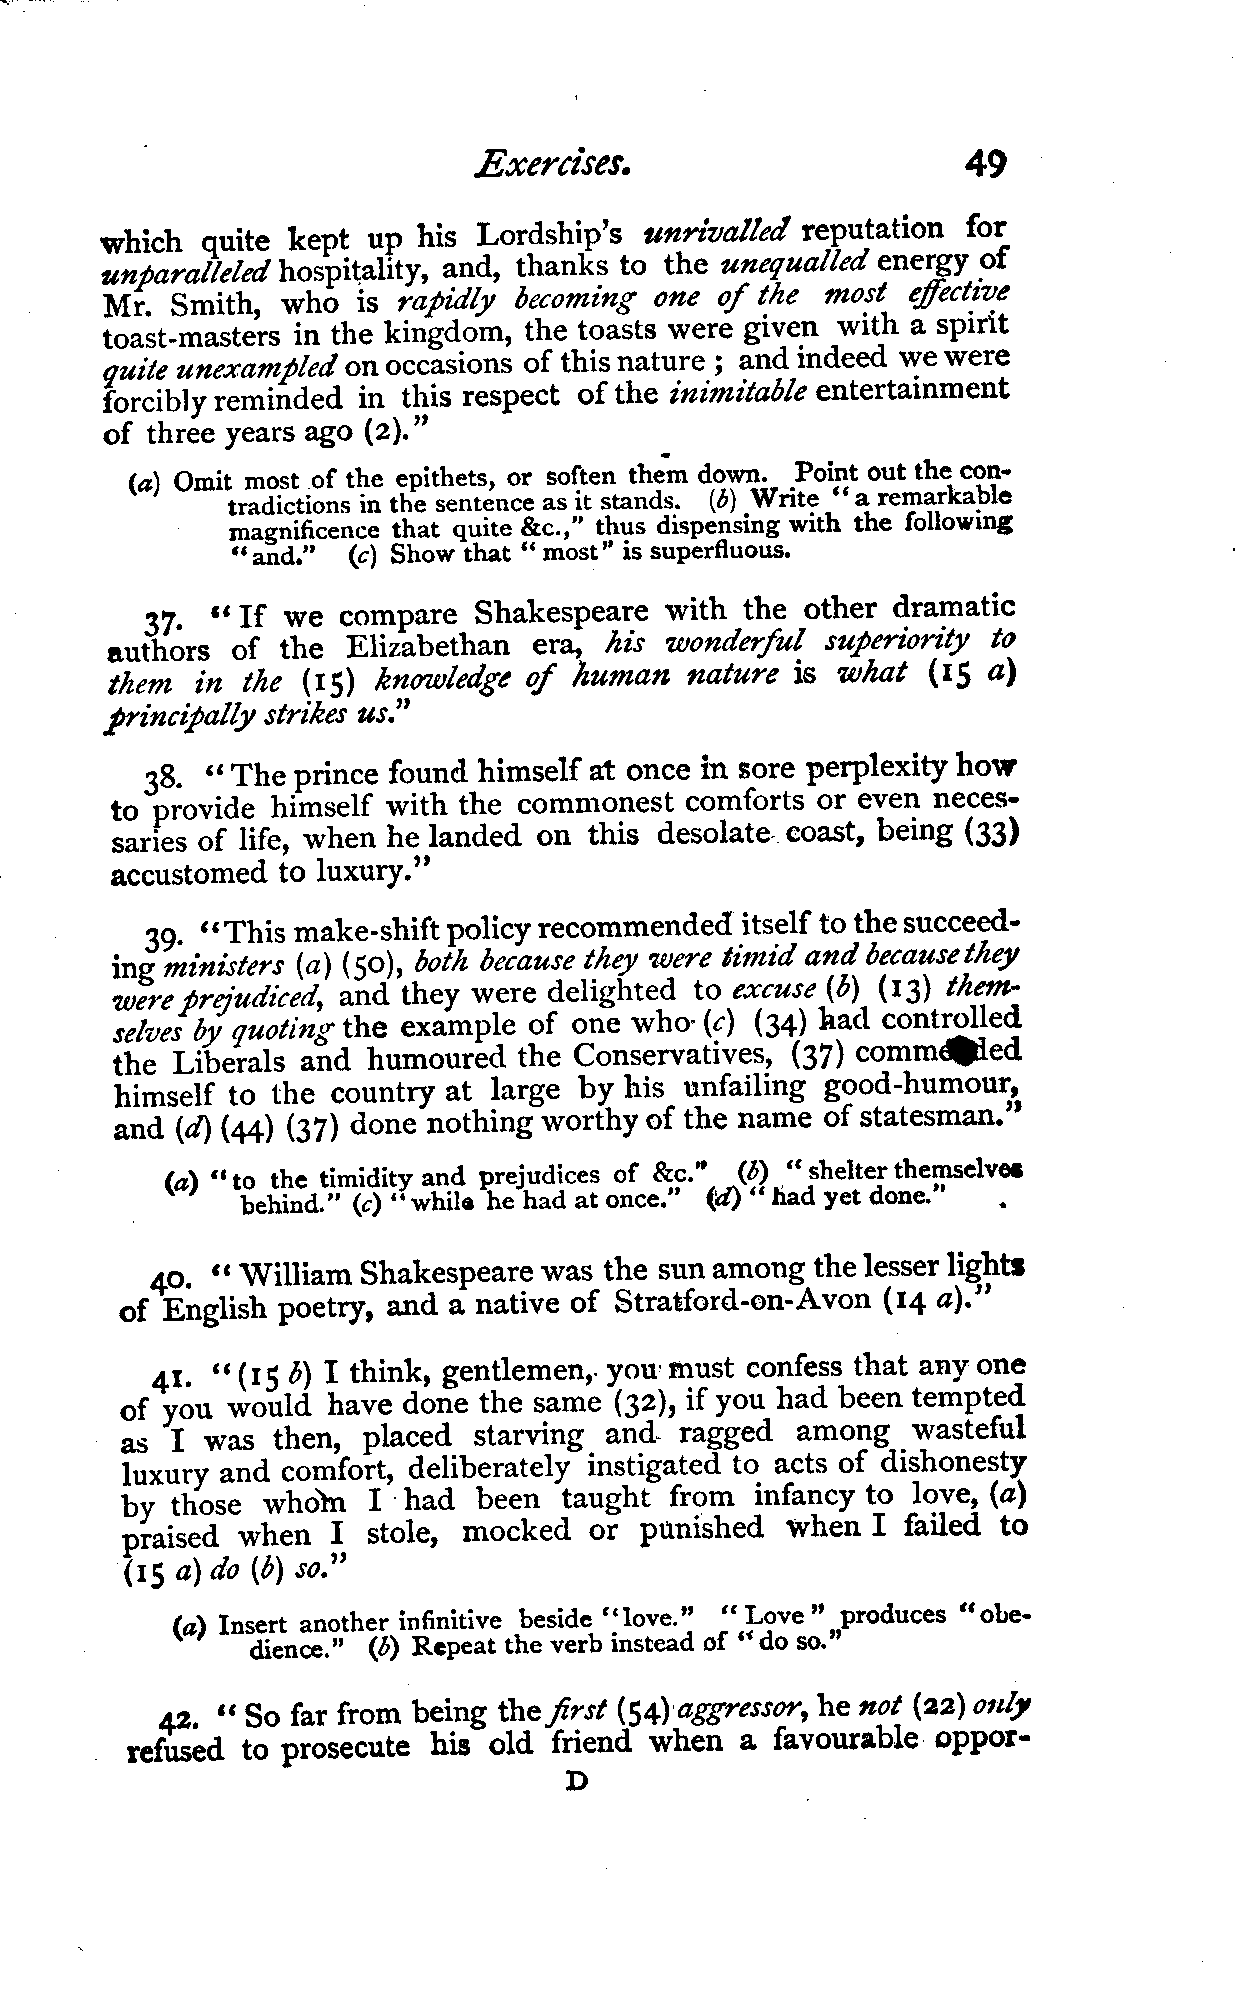 Exercises. 49
which quite kept up his Lordship's unrivalled reputation for
unparalleled hospitality, and, thanks to the unequalled energy of
Mr. Smith, who is rapidly becoming one of the most effective
toast-masters in the kingdom, the toasts were given with a spirit
quite unexampled on occasions of this nature ; and indeed we were
forcibly reminded in this respect of the inimitable entertainment
of three years ago (2)."
(a) Omit most of the epithets, or soften them down. Point out the con-
tradictions in the sentence as it stands. (b) Write "a remarkable
magnificence that quite &c.," thus dispensing with the following
"and." (c) Show that "most" is superfluous.
37. "If we compare Shakespeare with the other dramatic
authors of the Elizabethan era, his wonderful superiority to
them in the (15) knowledge of human nature is what (15 a)
principally strikes us."
38. "The prince found himself at once in sore perplexity how
to provide himself with the commonest comforts or even neces-
saries of life, when he landed on this desolate coast, being (33)
accustomed to luxury."
39. "This make-shift policy recommended itself to the succeed-
ing ministers (a) (50), both because they were timid and because they
were prejudiced, and they were delighted to excuse (b) (13) them-
selves by quoting the example of one who (c) (34) had controlled
the Liberals and humoured the Conservatives, (37)
himself to the country at large by his unfailing good-humour,
and (d) (44) (37) done nothing worthy of the name of statesman."
(a) "to the timidity and prejudices of &c." (b) "shelter themselves
behind." (c) "while he had at once." (d) "had yet done."
40. "William Shakespeare was the sun among the lesser lights
of English poetry, and a native of Stratford-on-Avon (14 a)."
41. "(15 b) I think, gentlemen, you must confess that any one
of you would have done the same (32), if you had been tempted
as I was then, placed starving and ragged among wasteful
luxury and comfort, deliberately instigated to acts of dishonesty
by those whom I had been taught from infancy to love, (a)
praised when I stole, mocked or punished when I failed to
(15 a) do (b) so."
(a) Insert another infinitive beside "love." "Love" produces "obe-
dience." (b) Repeat the verb instead of "do so."
42. "So far from being the first (54) aggressor, he not (22) only
refused to prosecute his old friend when a favourable oppor-
D